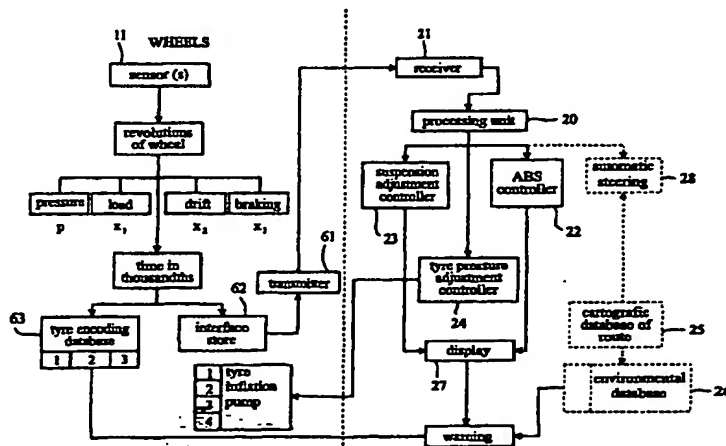 11
WHEELS
sensor (s)
revolutions
of wheel
pressure
load
drift
braking
p
x₁
x₂
x₃
time in
thousandths
63
tyre encoding
database
1 2 3
62
interface
store
61
transmitter
1 tyre
2 inflation
3 pump
4
21
receiver
processing unit
20
suspension
adjustment
controller
23
ABS
controller
22
automatic
steering
28
tyre pressure
adjustment
controller
24
cartografic
database of
route
25
display
27
environmental
database
26
warning